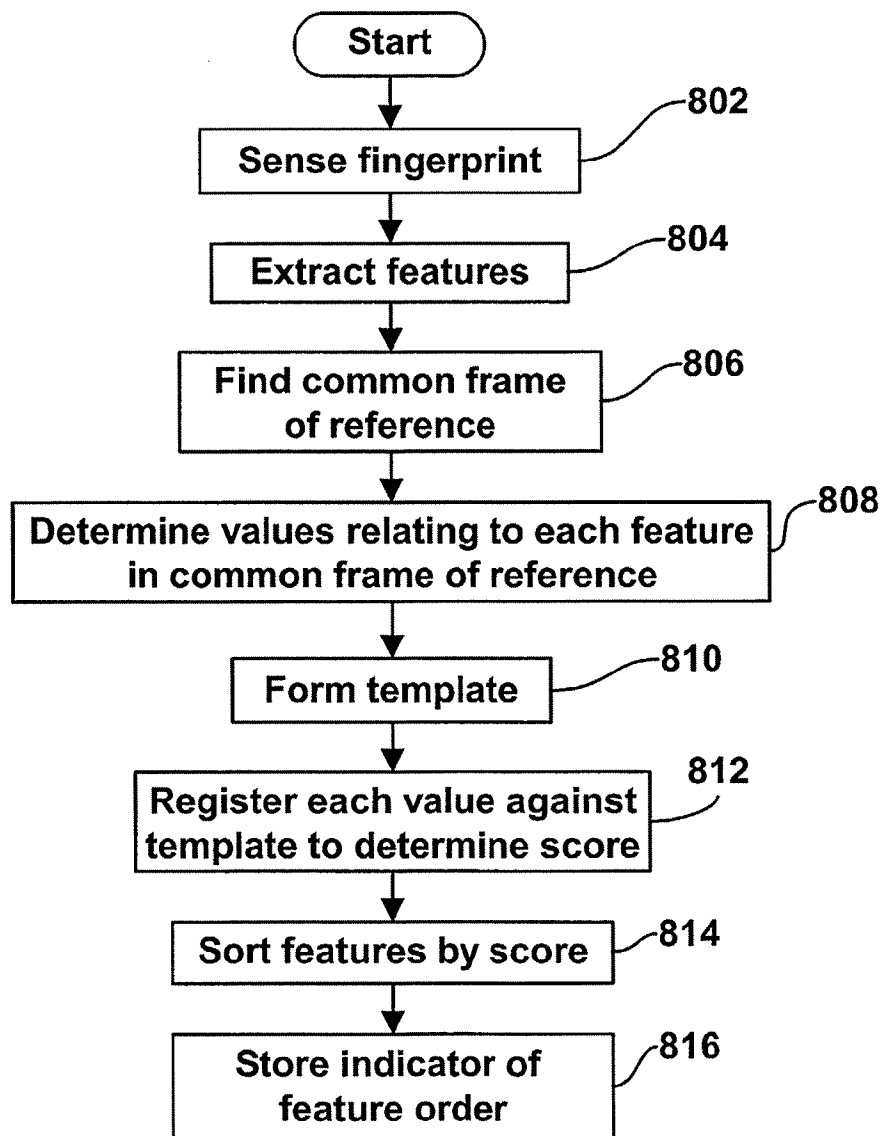 Start
802
Sense fingerprint
804
Extract features
806
Find common frame
of reference
808
Determine values relating to each feature
in common frame of reference
810
Form template
812
Register each value against
template to determine score
814
Sort features by score
816
Store indicator of
feature order